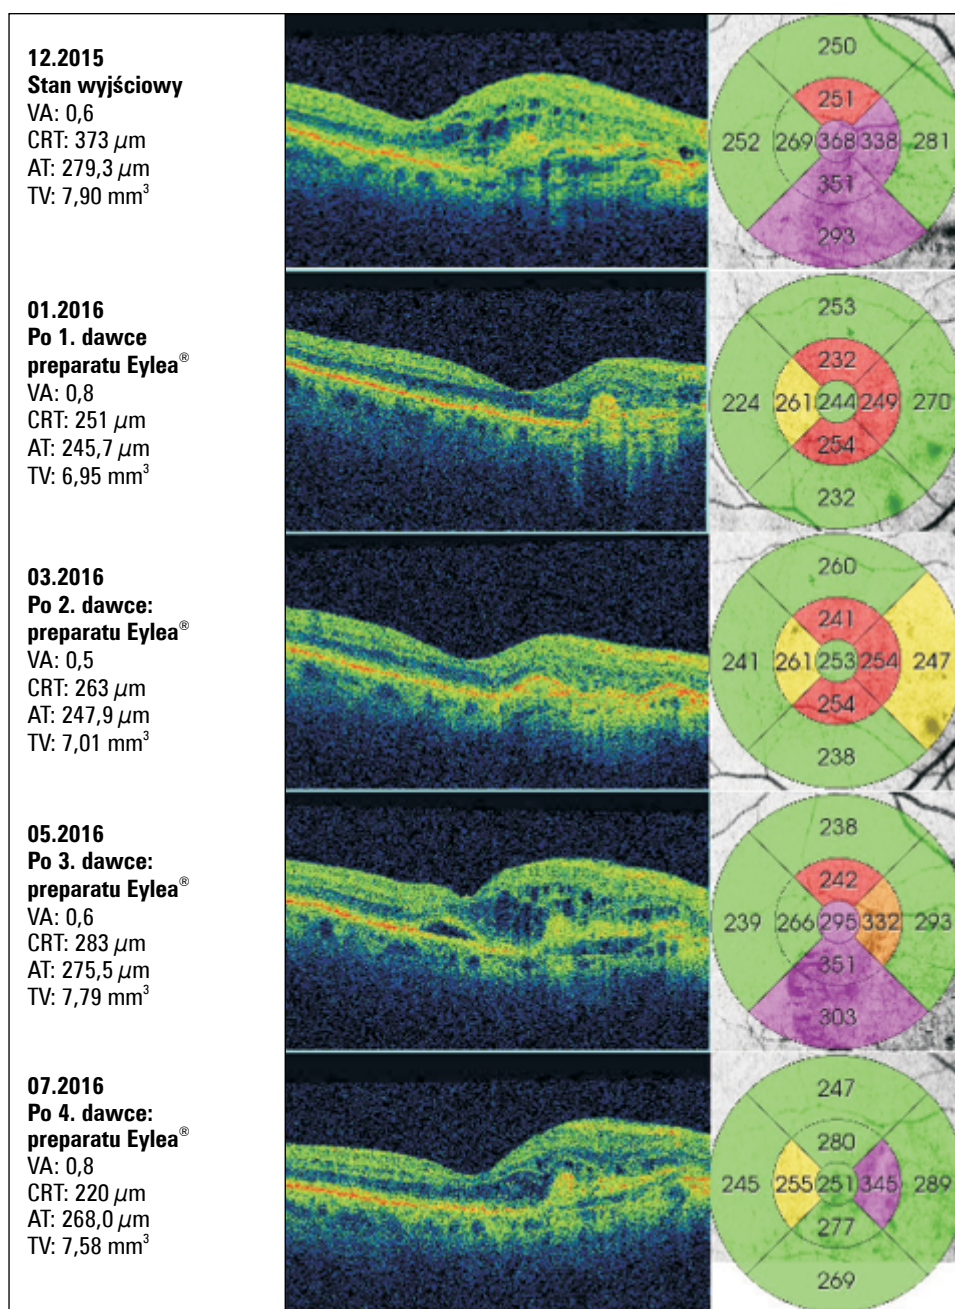 12.2015
Stan wyjściowy
VA: 0,6
CRT: 373 μm
AT: 279,3 μm
TV: 7,90 mm³
250
251
252 269 368 338 281
351
293
01.2016
Po 1. dawce
preparatu Eylea®
VA: 0,8
CRT: 251 μm
AT: 245,7 μm
TV: 6,95 mm³
253
232
224 261 244 249 270
254
232
03.2016
Po 2. dawce:
preparatu Eylea®
VA: 0,5
CRT: 263 μm
AT: 247,9 μm
TV: 7,01 mm³
260
241
241 261 253 254 247
254
238
05.2016
Po 3. dawce:
preparatu Eylea®
VA: 0,6
CRT: 283 μm
AT: 275,5 μm
TV: 7,79 mm³
238
242
239 266 295 332 293
351
303
07.2016
Po 4. dawce:
preparatu Eylea®
VA: 0,8
CRT: 220 μm
AT: 268,0 μm
TV: 7,58 mm³
247
280
245 255 251 345 289
277
269